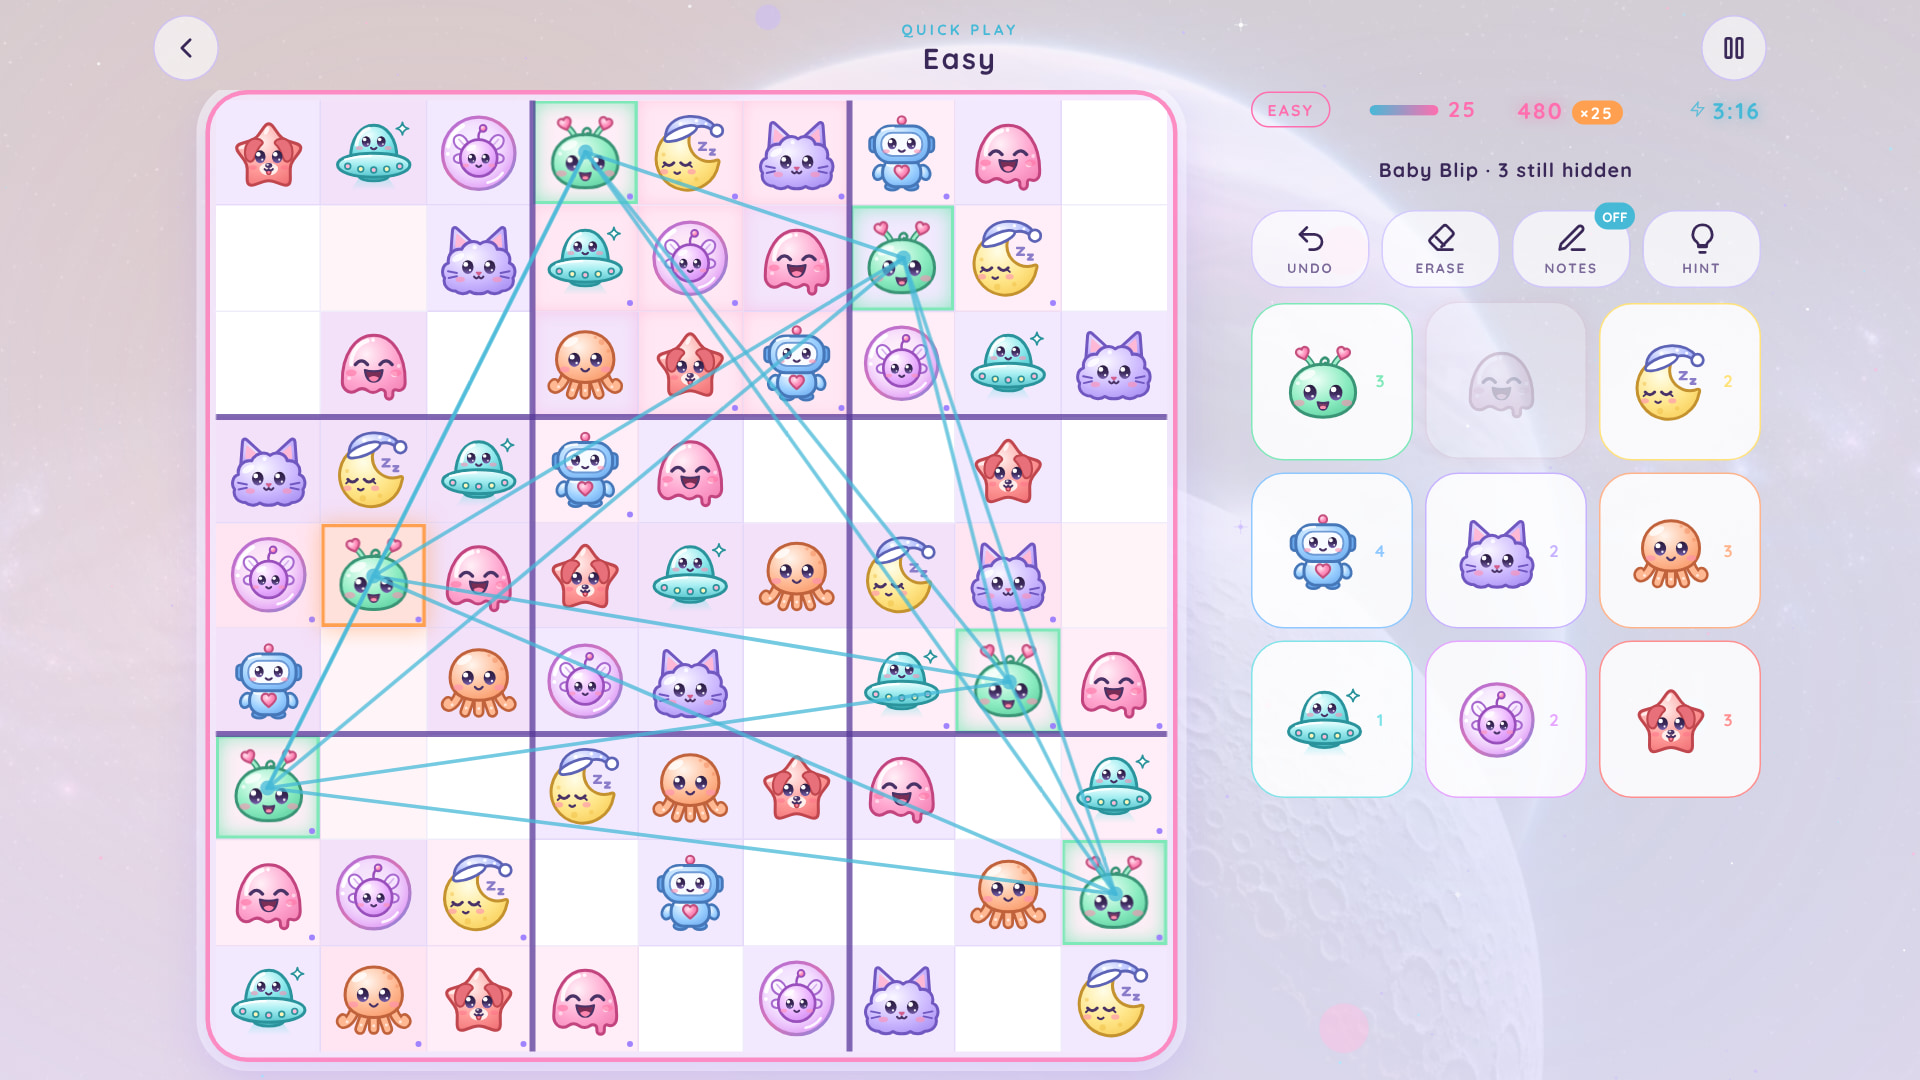 QUICK PLAY
Easy
EASY
25
480
×25
3:16
Baby Blip · 3 still hidden
OFF
UNDO
ERASE
NOTES
HINT
3
2
4
2
3
1
2
3